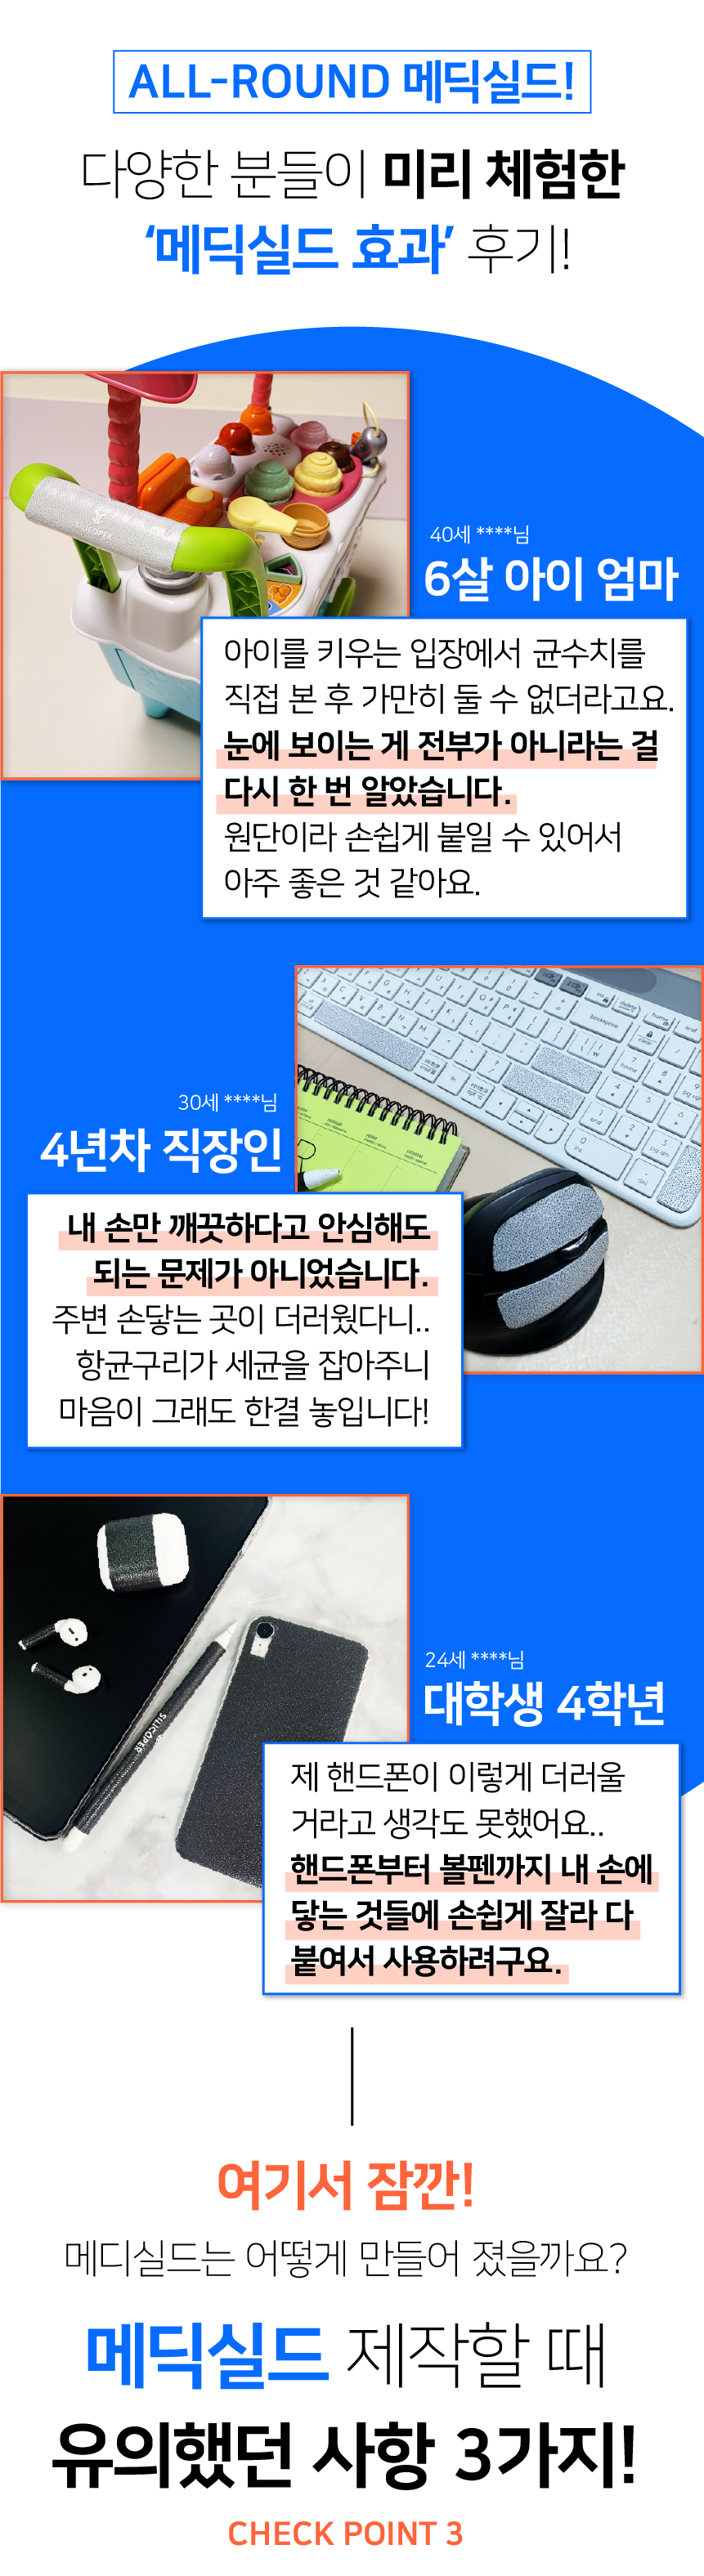 ALL-ROUND 메딕실드!
다양한 분들이 미리 체험한
‘메딕실드 효과’ 후기!
SILICOPER
40세 ****님
6살 아이 엄마
아이를 키우는 입장에서 균수치를
직접 본 후 가만히 둘 수 없더라고요.
눈에 보이는 게 전부가 아니라는 걸
다시 한 번 알았습니다.
원단이라 손쉽게 붙일 수 있어서
아주 좋은 것 같아요.
30세 ****님
4년차 직장인
내 손만 깨끗하다고 안심해도
되는 문제가 아니었습니다.
주변 손닿는 곳이 더러웠다니..
항균구리가 세균을 잡아주니
마음이 그래도 한결 놓입니다!
SILICOPER
24세 ****님
대학생 4학년
제 핸드폰이 이렇게 더러울
거라고 생각도 못했어요..
핸드폰부터 볼펜까지 내 손에
닿는 것들에 손쉽게 잘라 다
붙여서 사용하려구요.
여기서 잠깐!
메디실드는 어떻게 만들어 졌을까요?
메딕실드 제작할 때
유의했던 사항 3가지!
CHECK POINT 3